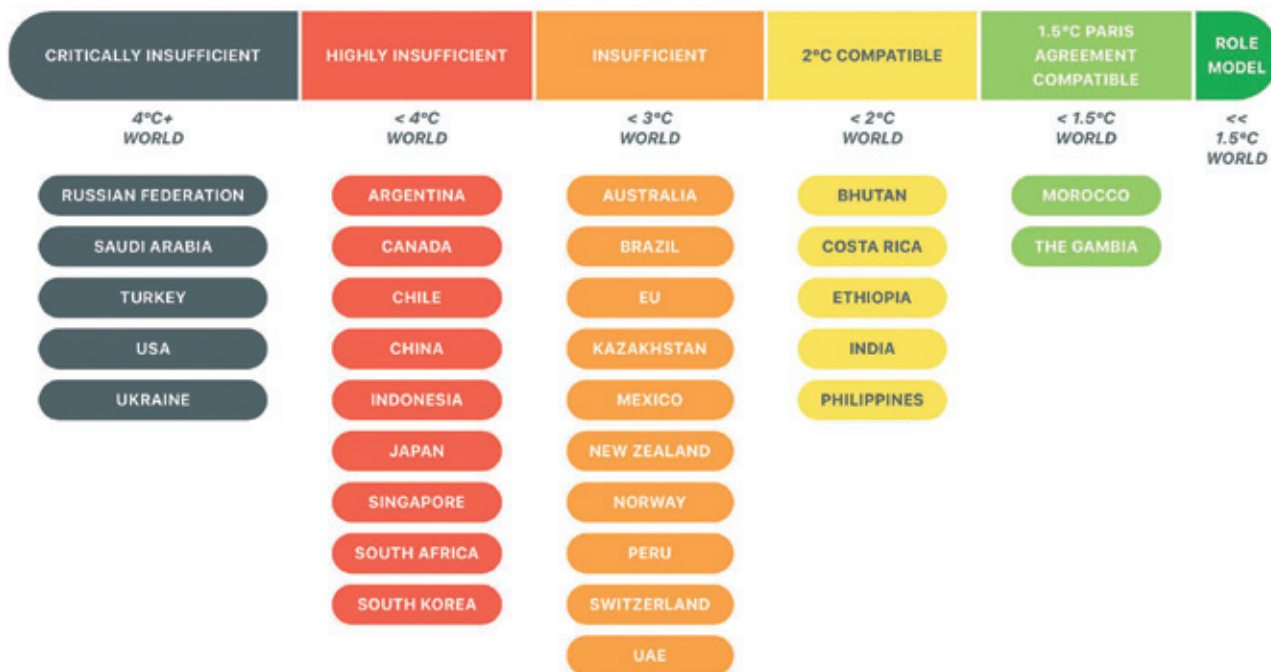 CRITICALLY INSUFFICIENT
HIGHLY INSUFFICIENT
INSUFFICIENT
2°C COMPATIBLE
1.5°C PARIS
AGREEMENT
COMPATIBLE
ROLE
MODEL
4°C+
WORLD
< 4°C
WORLD
< 3°C
WORLD
< 2°C
WORLD
< 1.5°C
WORLD
<<
1.5°C
WORLD
RUSSIAN FEDERATION
SAUDI ARABIA
TURKEY
USA
UKRAINE
ARGENTINA
CANADA
CHILE
CHINA
INDONESIA
JAPAN
SINGAPORE
SOUTH AFRICA
SOUTH KOREA
AUSTRALIA
BRAZIL
EU
KAZAKHSTAN
MEXICO
NEW ZEALAND
NORWAY
PERU
SWITZERLAND
UAE
BHUTAN
COSTA RICA
ETHIOPIA
INDIA
PHILIPPINES
MOROCCO
THE GAMBIA